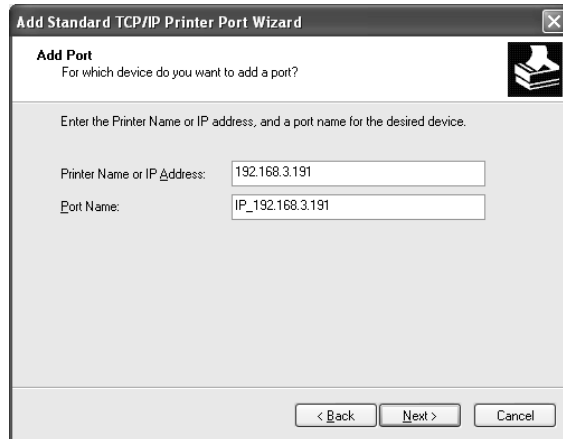 Add Standard TCP/IP Printer Port Wizard
Add Port
For which device do you want to add a port?
Enter the Printer Name or IP address, and a port name for the desired device.
Printer Name or IP Address: 192.168.3.191
Port Name: IP_192.168.3.191
< Back Next > Cancel